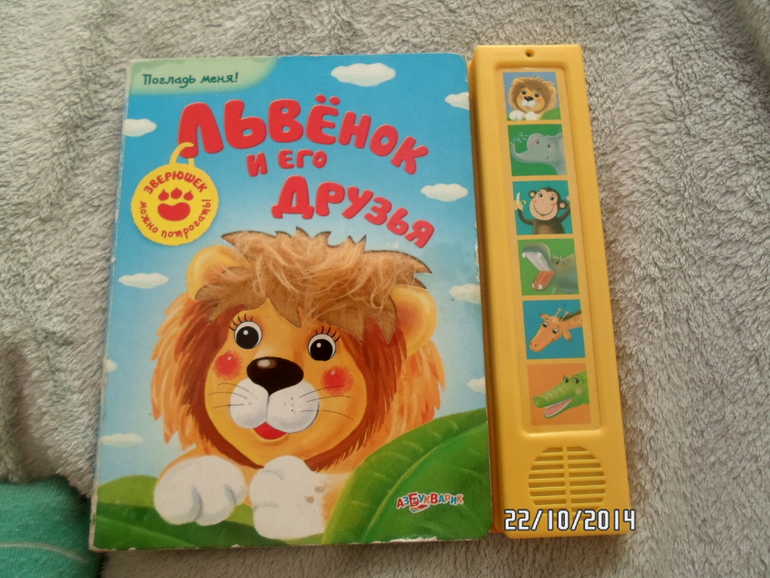 Погладь меня!
ЛЬВЁНОК
И ЕГО
ДРУЗЬЯ
ЗВЕРЮШЕК
можно потрогать!
АЗБУКВАРИК
22/10/2014